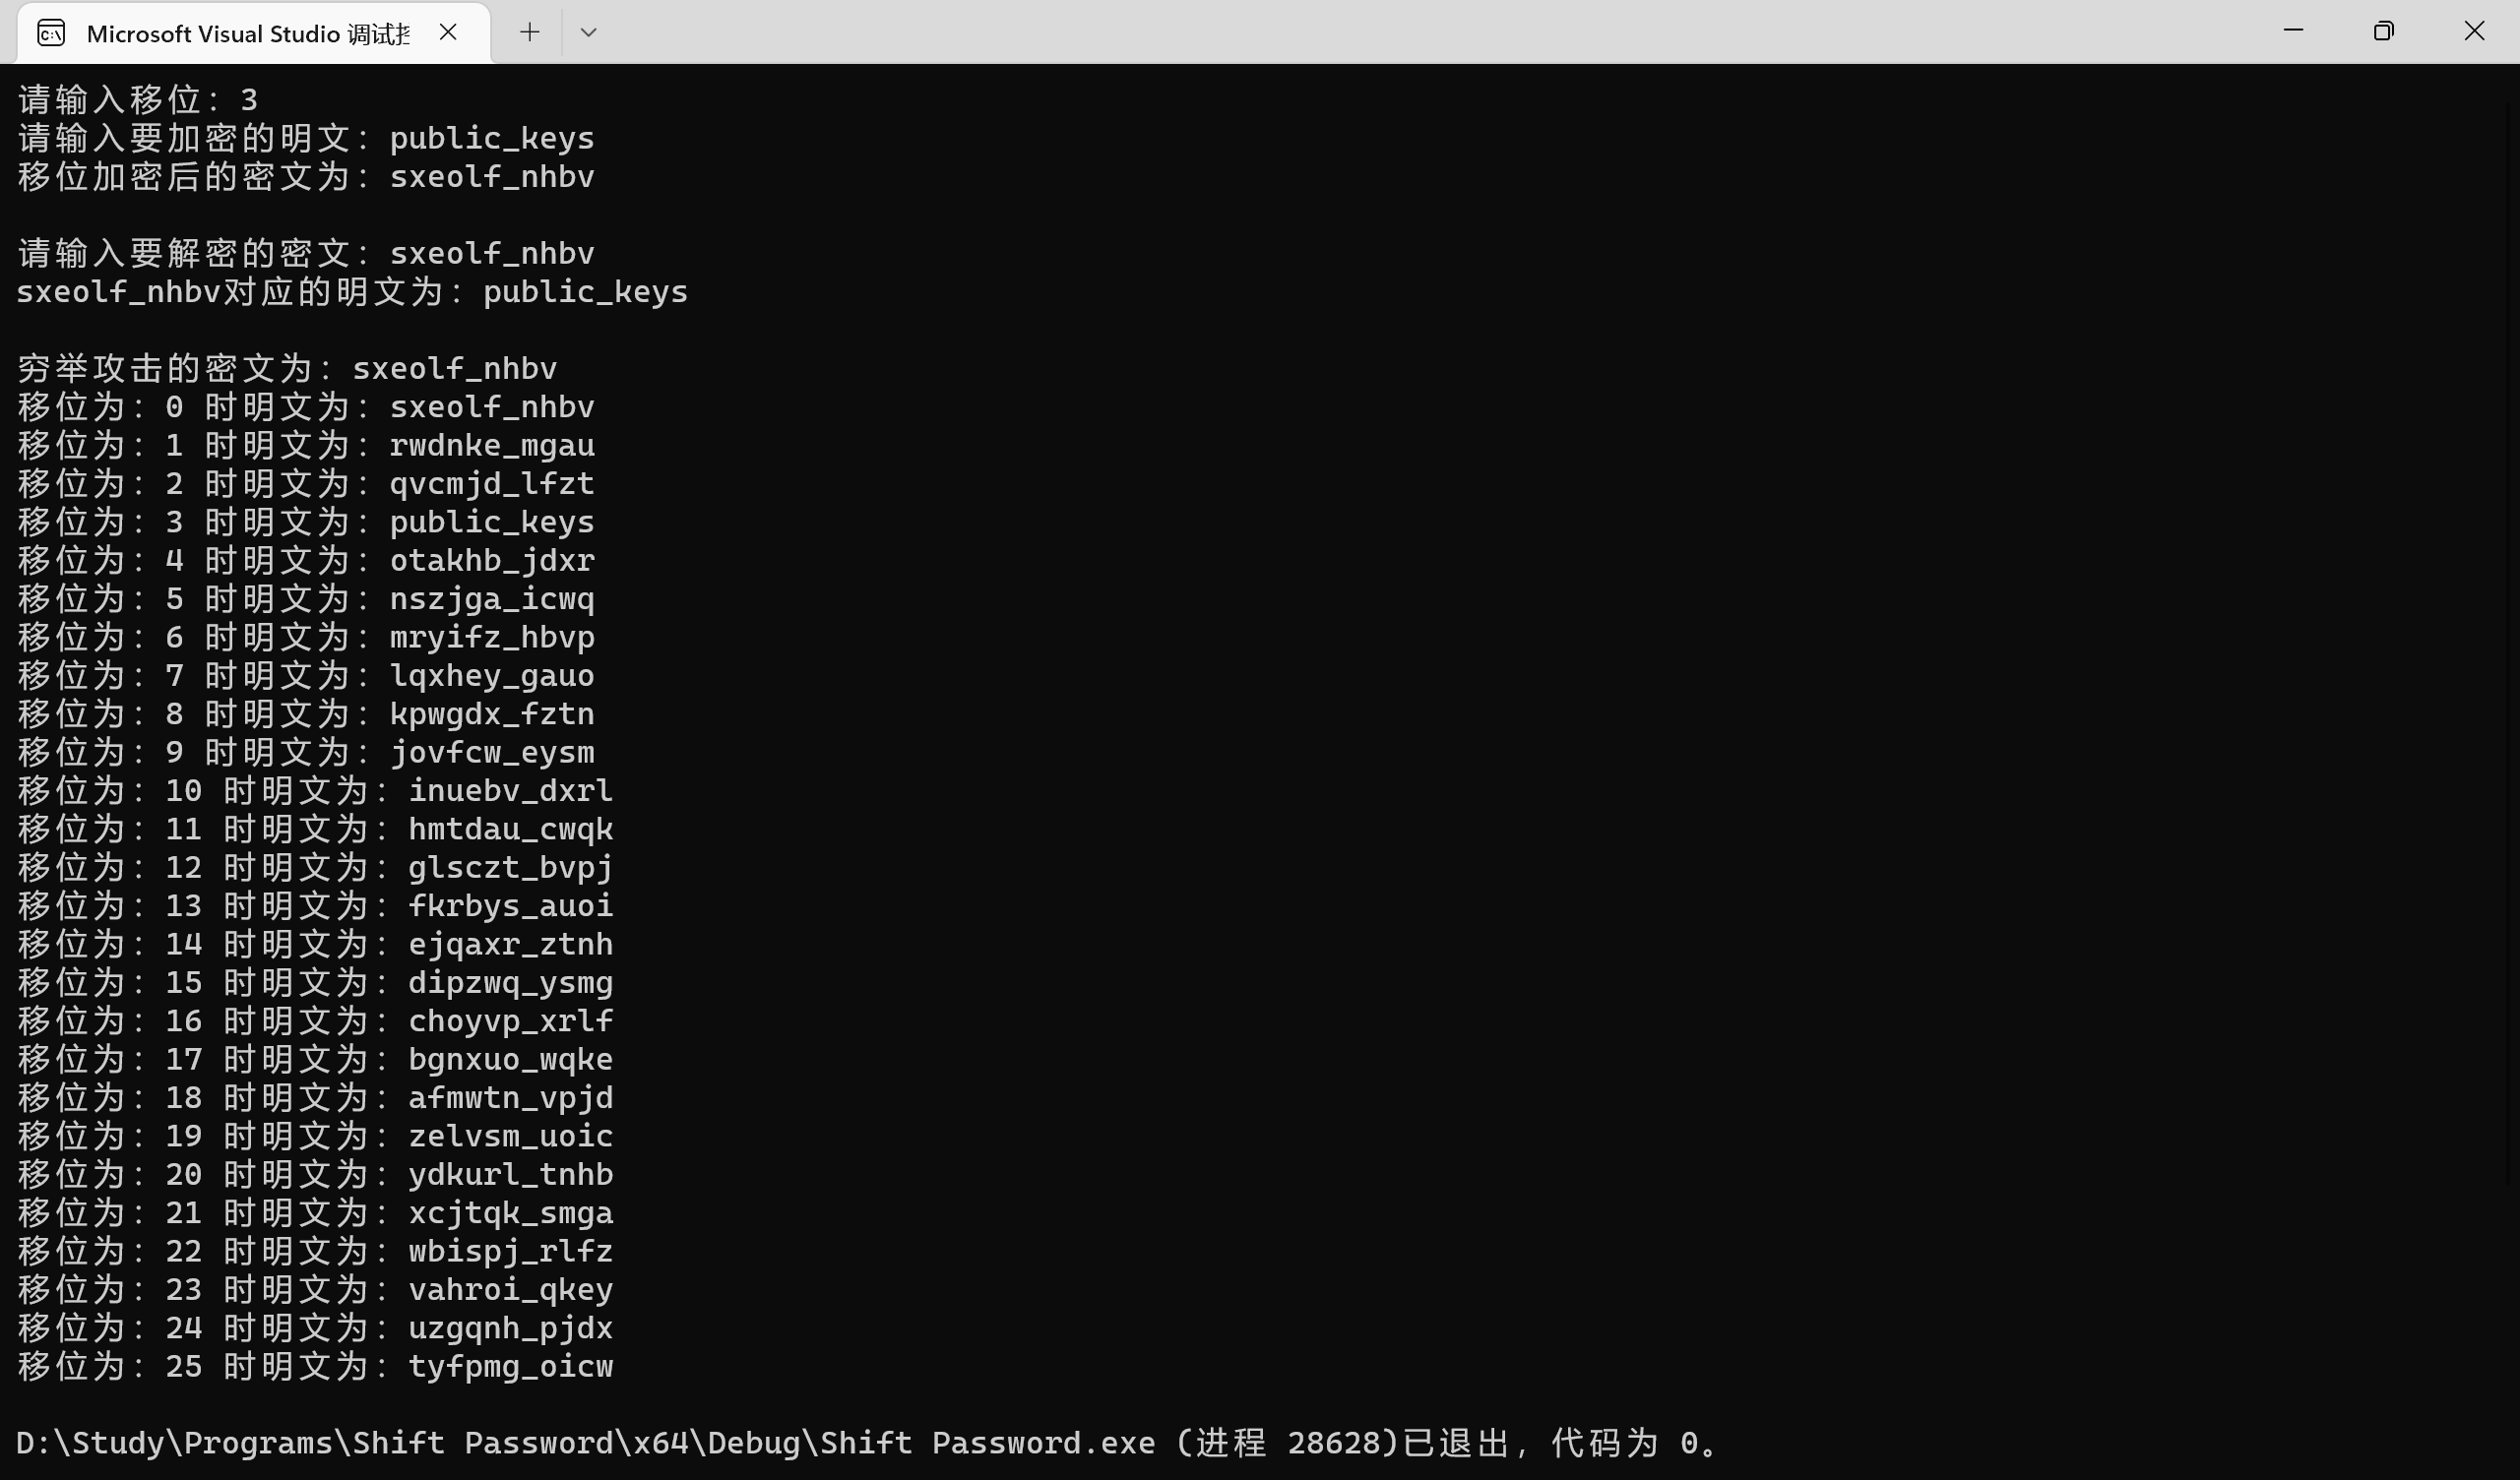 Microsoft Visual Studio 调试控
请输入移位：3
请输入要加密的明文：public_keys
移位加密后的密文为：sxeolf_nhbv
请输入要解密的密文：sxeolf_nhbv
sxeolf_nhbv对应的明文为：public_keys
穷举攻击的密文为：sxeolf_nhbv
移位为：0 时明文为：sxeolf_nhbv
移位为：1 时明文为：rwdnke_mgau
移位为：2 时明文为：qvcmjd_lfzt
移位为：3 时明文为：public_keys
移位为：4 时明文为：otakhb_jdxr
移位为：5 时明文为：nszjga_icwq
移位为：6 时明文为：mryifz_hbvp
移位为：7 时明文为：lqxhey_gauo
移位为：8 时明文为：kpwgdx_fztn
移位为：9 时明文为：jovfcw_eysm
移位为：10 时明文为：inuebv_dxrl
移位为：11 时明文为：hmtdau_cwqk
移位为：12 时明文为：glsczt_bvpj
移位为：13 时明文为：fkrbys_auoi
移位为：14 时明文为：ejqaxr_ztnh
移位为：15 时明文为：dipzwq_ysmg
移位为：16 时明文为：choyvp_xrlf
移位为：17 时明文为：bgnxuo_wqke
移位为：18 时明文为：afmwtn_vpjd
移位为：19 时明文为：zelvsm_uoic
移位为：20 时明文为：ydkurl_tnhb
移位为：21 时明文为：xcjtqk_smga
移位为：22 时明文为：wbispj_rlfz
移位为：23 时明文为：vahroi_qkey
移位为：24 时明文为：uzgqnh_pjdx
移位为：25 时明文为：tyfpmg_oicw
D:\Study\Programs\Shift Password\x64\Debug\Shift Password.exe (进程 28628)已退出，代码为 0。